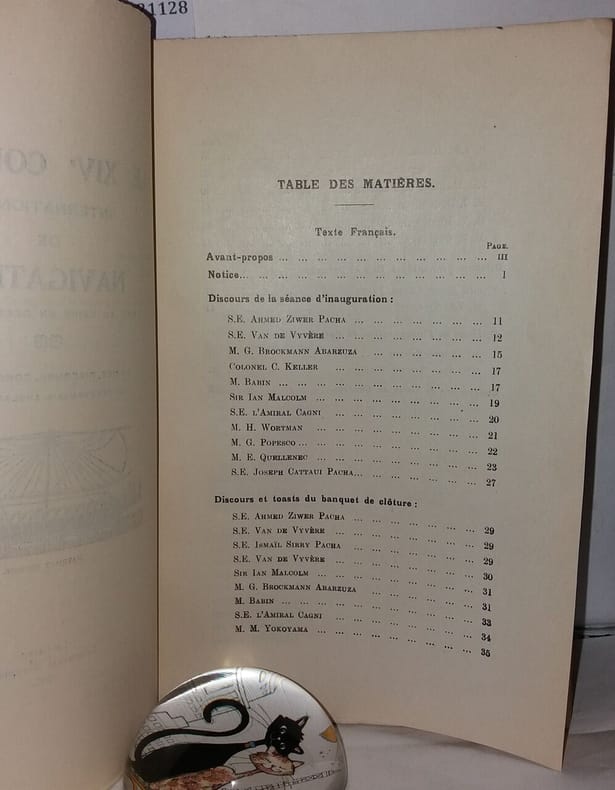 TABLE DES MATIÈRES.
Texte Français.
PAGE.
Avant-propos ... ... ... ... ... ... ... ... ... ... ... III
Notice... ... ... ... ... ... ... ... ... ... ... ... ... I
Discours de la séance d'inauguration :
S.E. AHMED ZIWER PACHA ... ... ... ... ... ... ... 11
S.E. VAN DE VYVÈRE ... ... ... ... ... ... ... ... 12
M. G. BROCKMANN ABARZUZA ... ... ... ... ... ... ... 15
COLONEL C. KELLER ... ... ... ... ... ... ... ... 17
M. BABIN ... ... ... ... ... ... ... ... ... ... ... 17
SIR IAN MALCOLM ... ... ... ... ... ... ... ... ... 19
S.E. L'AMIRAL CAGNI ... ... ... ... ... ... ... ... 20
M. H. WORTMAN ... ... ... ... ... ... ... ... ... 21
M. G. POPESCO ... ... ... ... ... ... ... ... ... ... 22
M. E. QUELLENEC ... ... ... ... ... ... ... ... ... 23
S.E. JOSEPH CATTAUI PACHA... ... ... ... ... ... ... 27
Discours et toasts du banquet de clôture :
S.E. AHMED ZIWER PACHA ... ... ... ... ... ... ... 29
S.E. VAN DE VYVÈRE ... ... ... ... ... ... ... ... 29
S.E. ISMAÏL SIRRY PACHA ... ... ... ... ... ... ... 29
S.E. VAN DE VYVÈRE ... ... ... ... ... ... ... ... 30
SIR IAN MALCOLM ... ... ... ... ... ... ... ... ... 31
M. G. BROCKMANN ABARZUZA ... ... ... ... ... ... ... 31
M. BABIN ... ... ... ... ... ... ... ... ... ... ... 33
S.E. L'AMIRAL CAGNI ... ... ... ... ... ... ... ... 34
M. M. YOKOYAMA ... ... ... ... ... ... ... ... ... 35